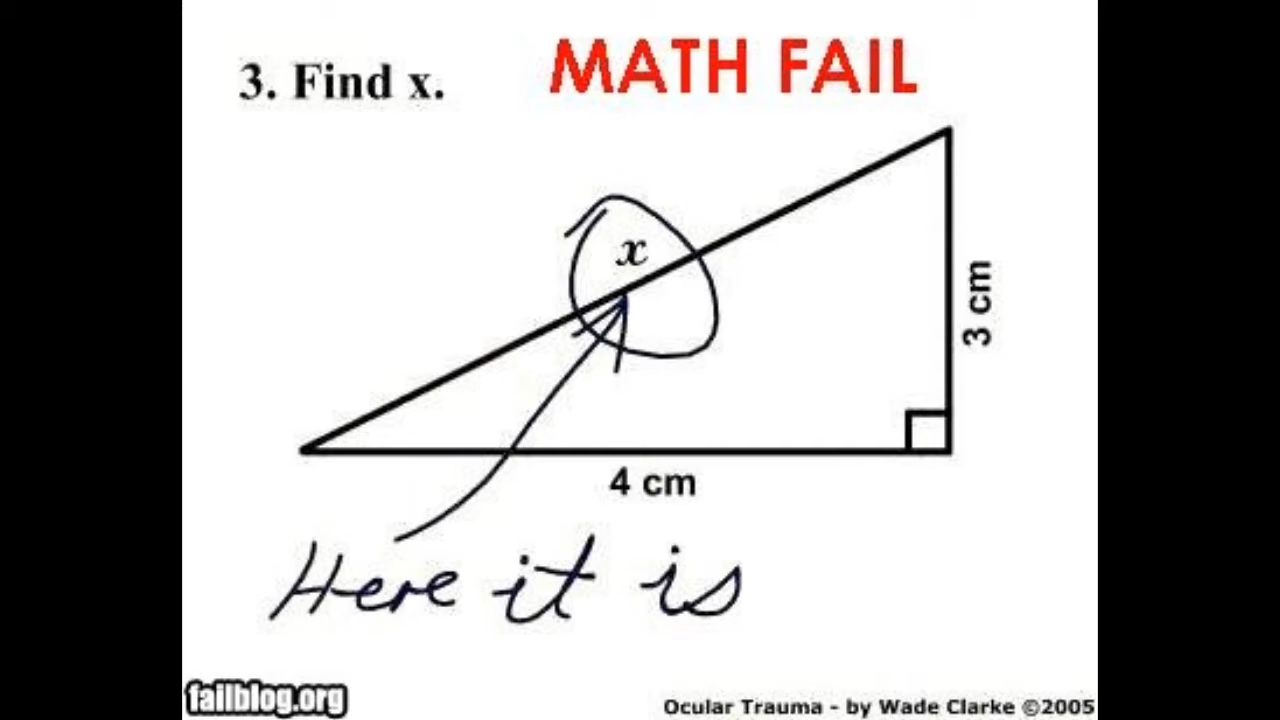 3. Find x.
MATH FAIL
x
3 cm
4 cm
Here it is
failblog.org
Ocular Trauma - by Wade Clarke ©2005